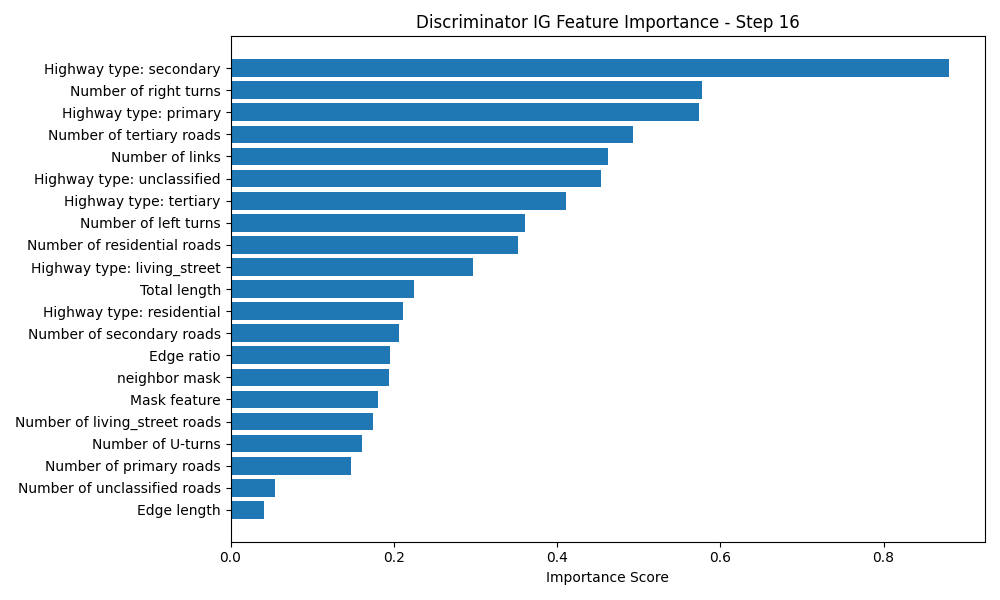 Discriminator IG Feature Importance - Step 16
Highway type: secondary
Number of right turns
Highway type: primary
Number of tertiary roads
Number of links
Highway type: unclassified
Highway type: tertiary
Number of left turns
Number of residential roads
Highway type: living_street
Total length
Highway type: residential
Number of secondary roads
Edge ratio
neighbor mask
Mask feature
Number of living_street roads
Number of U-turns
Number of primary roads
Number of unclassified roads
Edge length
0.0 0.2 0.4 0.6 0.8
Importance Score